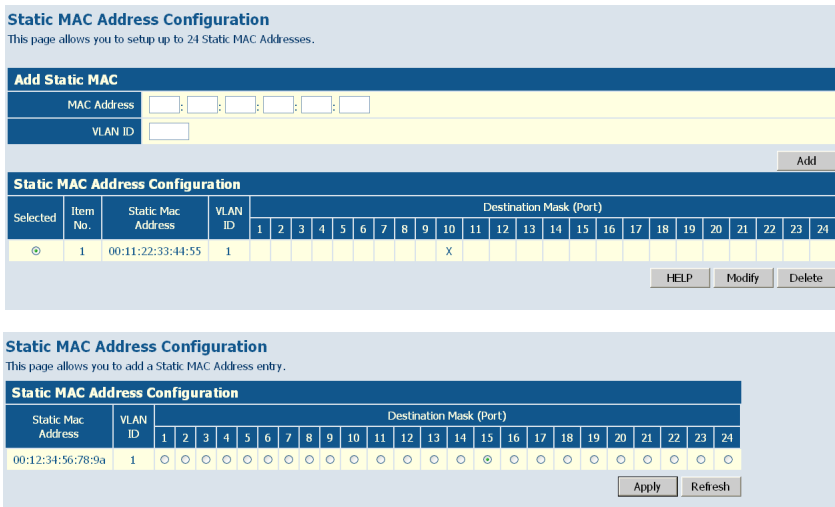 Static MAC Address Configuration
This page allows you to setup up to 24 Static MAC Addresses.
Add Static MAC
MAC Address : : : : :
VLAN ID
Add
Static MAC Address Configuration
Selected Item No. Static Mac Address VLAN ID Destination Mask (Port)
1 2 3 4 5 6 7 8 9 10 11 12 13 14 15 16 17 18 19 20 21 22 23 24
1 00:11:22:33:44:55 1 X
HELP Modify Delete
Static MAC Address Configuration
This page allows you to add a Static MAC Address entry.
Static MAC Address Configuration
Static Mac Address VLAN ID Destination Mask (Port)
1 2 3 4 5 6 7 8 9 10 11 12 13 14 15 16 17 18 19 20 21 22 23 24
00:12:34:56:78:9a 1
Apply Refresh